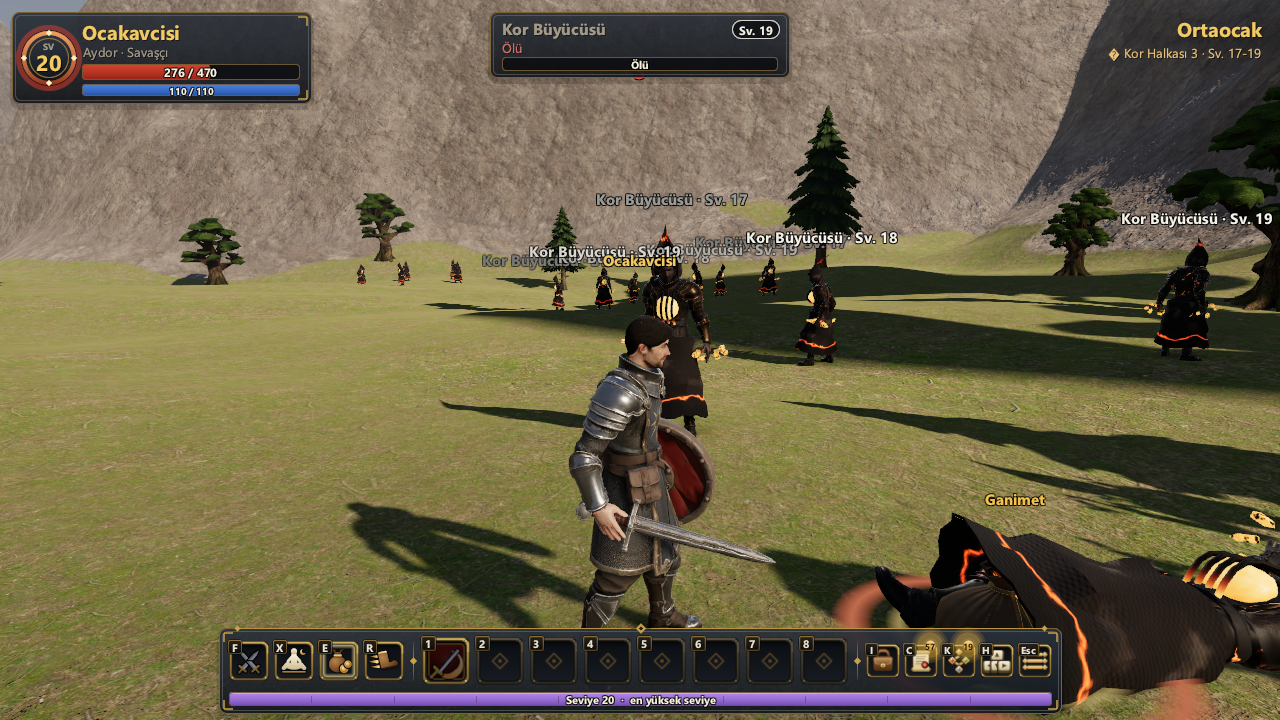 SV
20
Ocakavcisi
Aydor · Savaşçı
276 / 470
110 / 110
Kor Büyücüsü
Sv. 19
Ölü
Ölü
Ortaocak
Kor Halkası 3 · Sv. 17-19
Kor Büyücüsü · Sv. 17
Kor Büyücüsü · Sv. 19
Kor Büyücüsü · Sv. 18
Kor Büyücüsü · Sv. 19
Ocakavcisi
Ganimet
F
X
E
R
1
2
3
4
5
6
7
8
I
C
57
K
19
H
Esc
Seviye 20 · en yüksek seviye